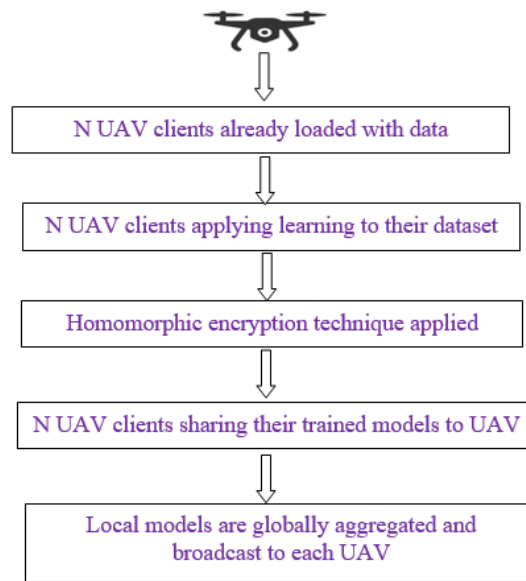 N UAV clients already loaded with data
N UAV clients applying learning to their dataset
Homomorphic encryption technique applied
N UAV clients sharing their trained models to UAV
Local models are globally aggregated and
broadcast to each UAV